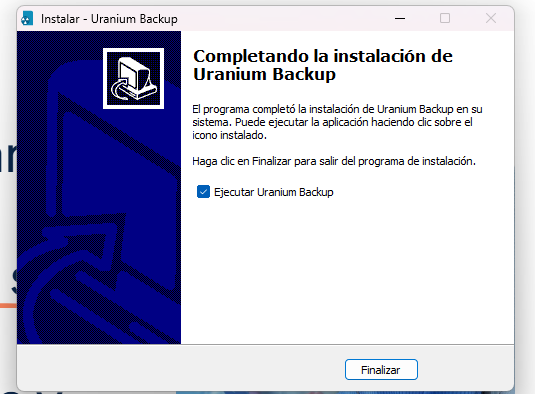 Instalar - Uranium Backup
Completando la instalación de
Uranium Backup
El programa completó la instalación de Uranium Backup en su
sistema. Puede ejecutar la aplicación haciendo clic sobre el
icono instalado.
Haga clic en Finalizar para salir del programa de instalación.
Ejecutar Uranium Backup
Finalizar